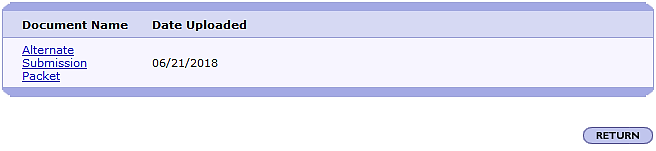 Document Name Date Uploaded
Alternate
Submission 06/21/2018
Packet
RETURN